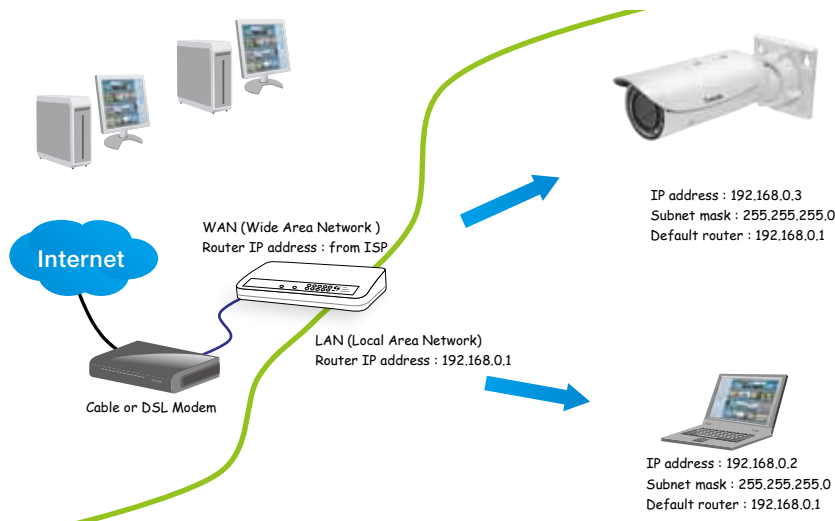 IP address : 192.168.0.3
Subnet mask : 255.255.255.0
Default router : 192.168.0.1
WAN (Wide Area Network )
Router IP address : from ISP
Internet
LAN (Local Area Network)
Router IP address : 192.168.0.1
Cable or DSL Modem
IP address : 192.168.0.2
Subnet mask : 255.255.255.0
Default router : 192.168.0.1